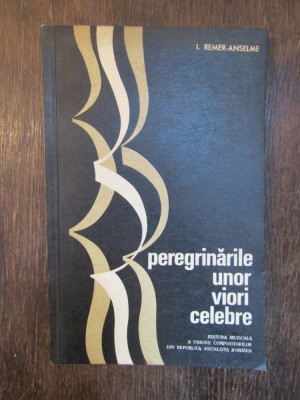 I. REMER-ANSELME
peregrinările
unor
viori
celebre
EDITURA MUZICALĂ
A UNIUNII COMPOZITORILOR
DIN REPUBLICA SOCIALISTĂ ROMÂNIA